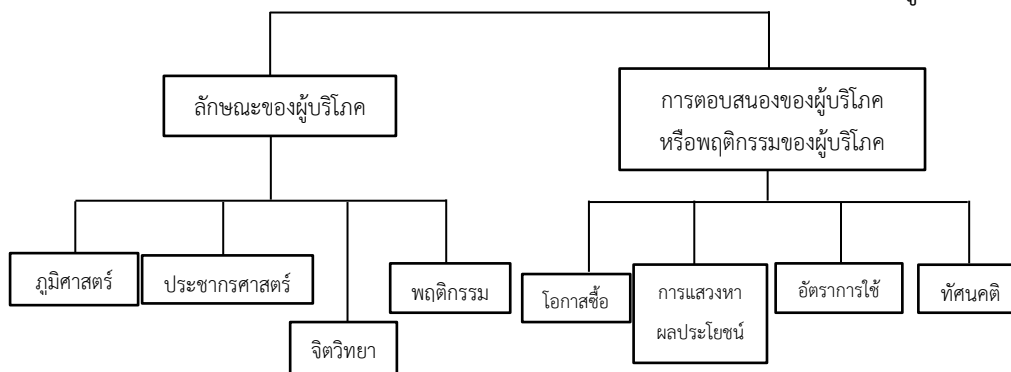 ลักษณะของผู้บริโภค
การตอบสนองของผู้บริโภค
หรือพฤติกรรมของผู้บริโภค
ภูมิศาสตร์
ประชากรศาสตร์
จิตวิทยา
พฤติกรรม
โอกาสซื้อ
การแสวงหา
ผลประโยชน์
อัตราการใช้
ทัศนคติ